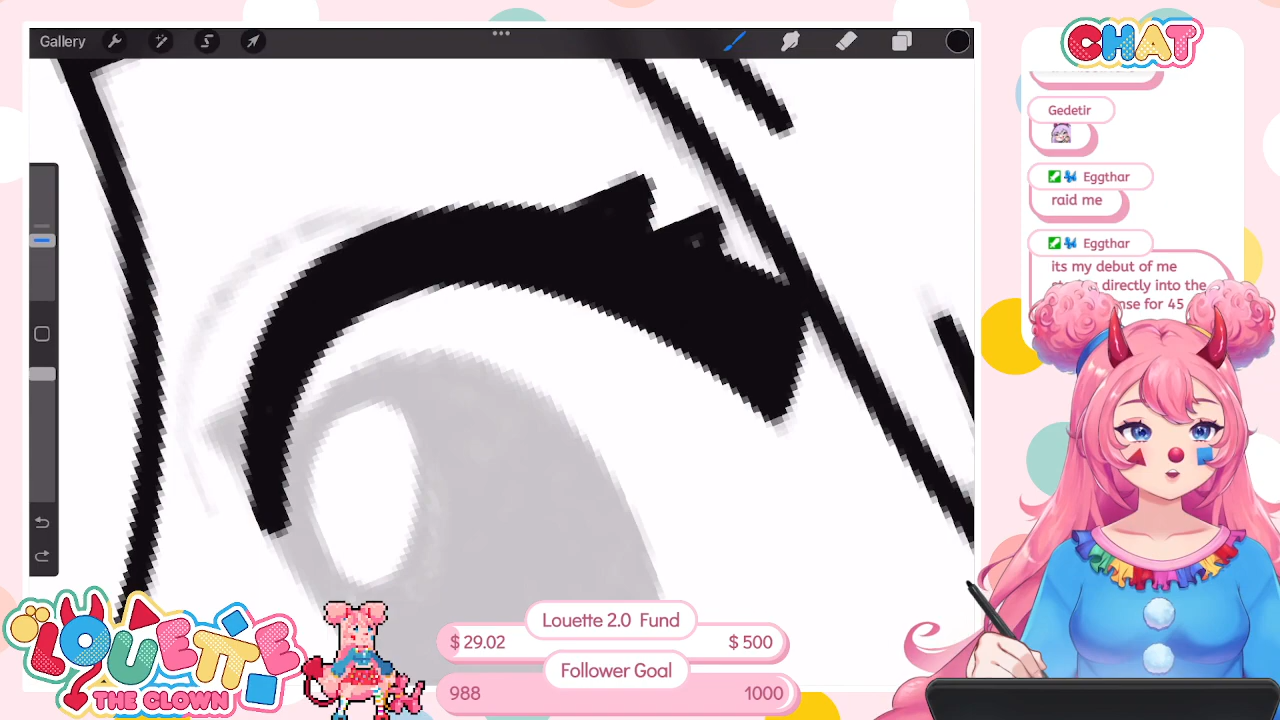 Gallery
CHAT
Gedetir
Eggthar
raid me
Eggthar
its my debut of me
directly into the
for 45
LOUETTE
THE CLOWN
Louette 2.0 Fund
$ 29.02
$ 500
Follower Goal
988
1000